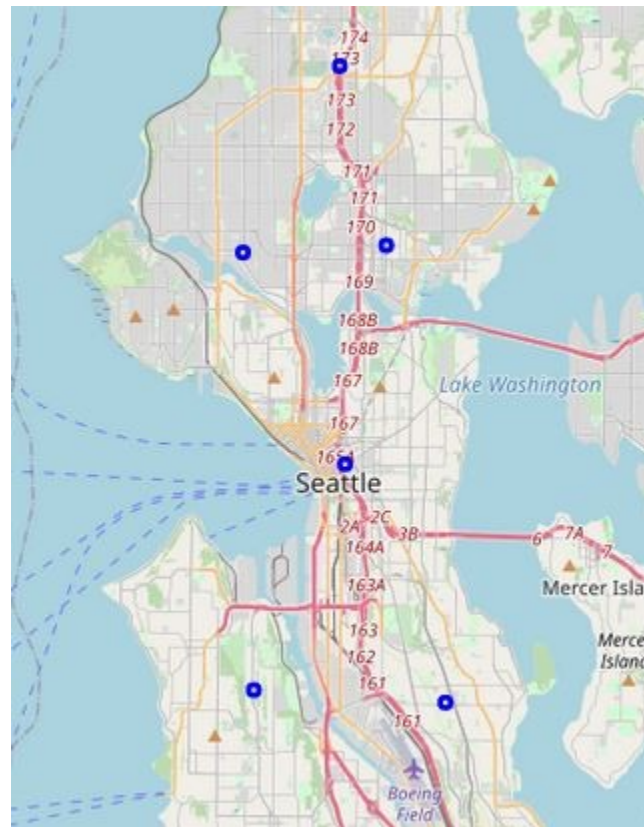 174
173
173
172
171
171
170
169
168B
168B
Lake Washington
167
167
165A
Seattle
2C
2A
3B
6
7A
7
164A
163A
Mercer Isla
163
Merce
Island
162
161
161
Boeing
Field